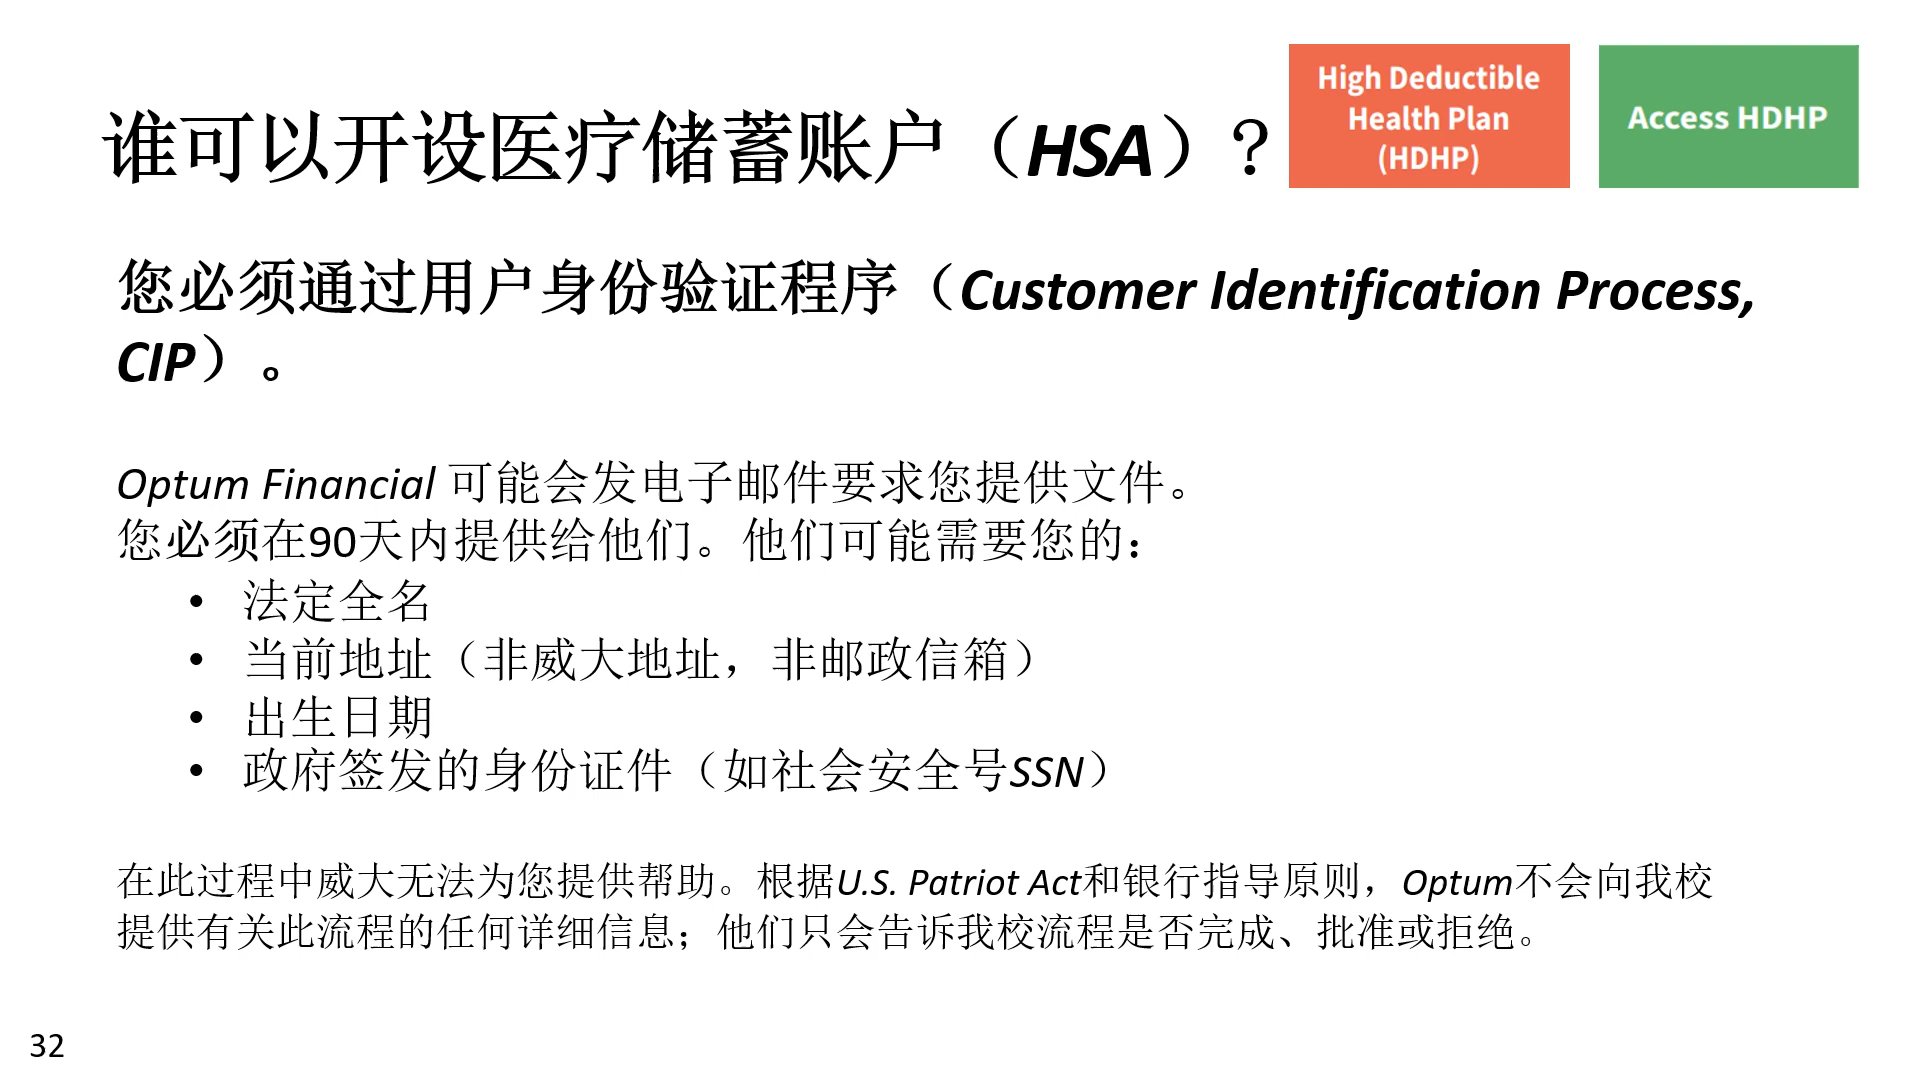 谁可以开设医疗储蓄账户（HSA）？
High Deductible
Health Plan
(HDHP)
Access HDHP
您必须通过用户身份验证程序（Customer Identification Process,
CIP）。
Optum Financial 可能会发电子邮件要求您提供文件。
您必须在90天内提供给他们。他们可能需要您的：
• 法定全名
• 当前地址（非威大地址，非邮政信箱）
• 出生日期
• 政府签发的身份证件（如社会安全号SSN）
在此过程中威大无法为您提供帮助。根据U.S. Patriot Act和银行指导原则，Optum不会向我校
提供有关此流程的任何详细信息；他们只会告诉我校流程是否完成、批准或拒绝。
32